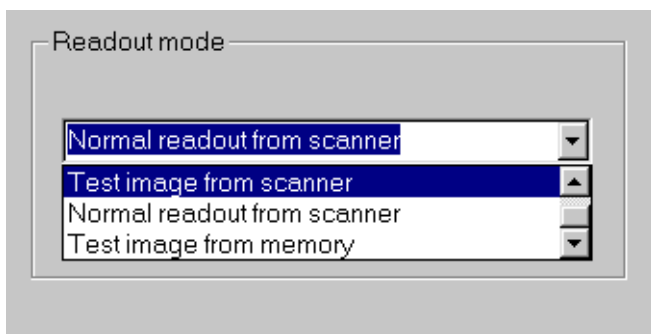 Readout mode
Normal readout from scanner
Test image from scanner
Normal readout from scanner
Test image from memory